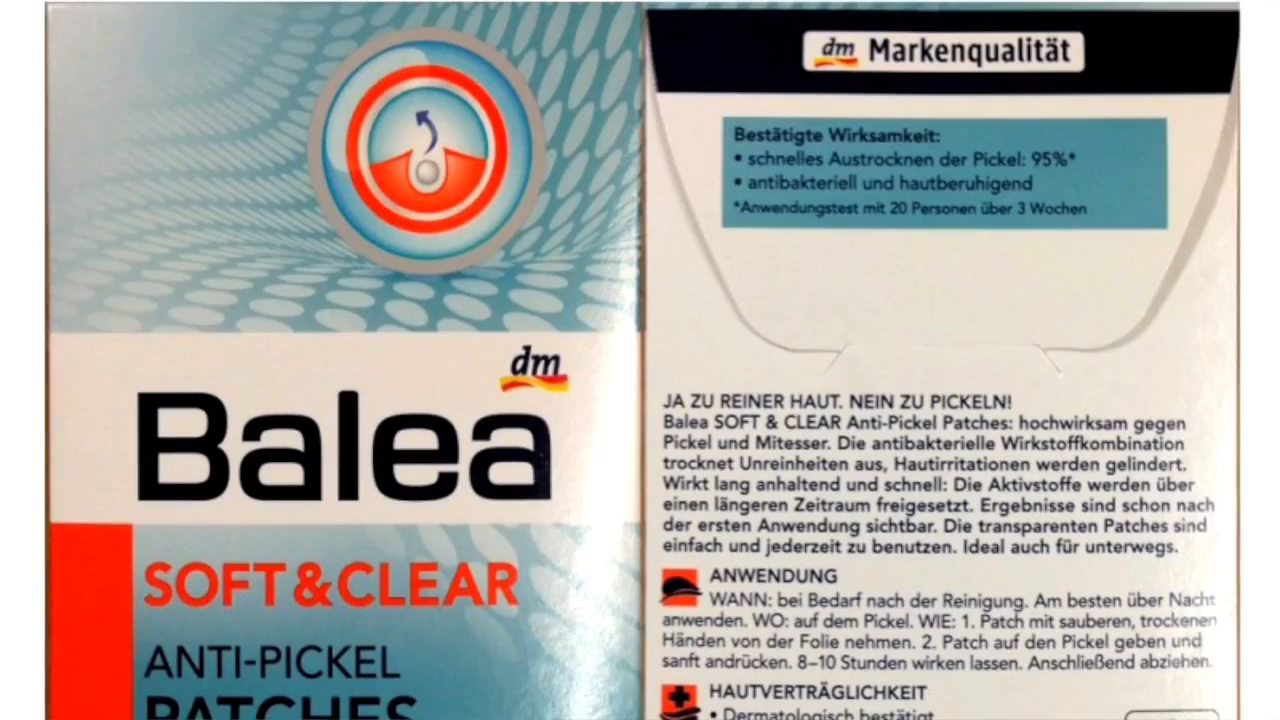 dm
Balea
SOFT & CLEAR
ANTI-PICKEL
PATCHES
dm Markenqualität
Bestätigte Wirksamkeit:
• schnelles Austrocknen der Pickel: 95%*
• antibakteriell und hautberuhigend
*Anwendungstest mit 20 Personen über 3 Wochen
JA ZU REINER HAUT. NEIN ZU PICKELN!
Balea SOFT & CLEAR Anti-Pickel Patches: hochwirksam gegen
Pickel und Mitesser. Die antibakterielle Wirkstoffkombination
trocknet Unreinheiten aus, Hautirritationen werden gelindert.
Wirkt lang anhaltend und schnell: Die Aktivstoffe werden über
einen längeren Zeitraum freigesetzt. Ergebnisse sind schon nach
der ersten Anwendung sichtbar. Die transparenten Patches sind
einfach und jederzeit zu benutzen. Ideal auch für unterwegs.
ANWENDUNG
WANN: bei Bedarf nach der Reinigung. Am besten über Nacht
anwenden. WO: auf dem Pickel. WIE: 1. Patch mit sauberen, trockenen
Händen von der Folie nehmen. 2. Patch auf den Pickel geben und
sanft andrücken. 8–10 Stunden wirken lassen. Anschließend abziehen.
HAUTVERTRÄGLICHKEIT
• Dermatologisch bestätigt